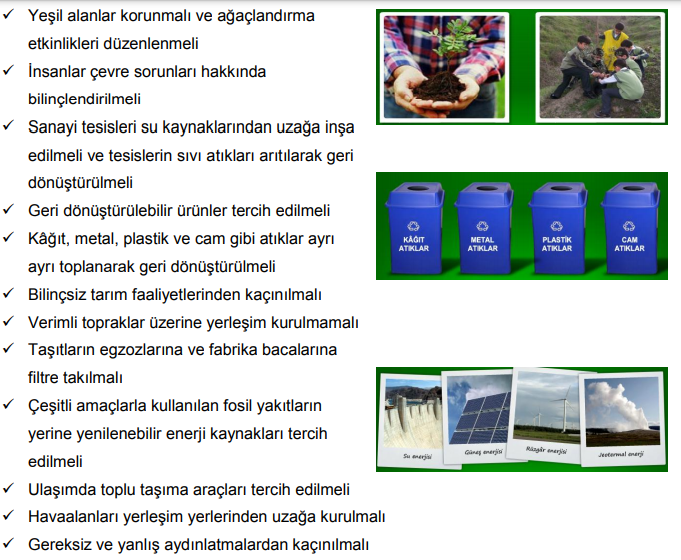 ✓ Yeşil alanlar korunmalı ve ağaçlandırma
etkinlikleri düzenlenmeli
✓ İnsanlar çevre sorunları hakkında
bilinçlendirilmeli
✓ Sanayi tesisleri su kaynaklarından uzağa inşa
edilmeli ve tesislerin sıvı atıkları arıtılarak geri
dönüştürülmeli
✓ Geri dönüştürülebilir ürünler tercih edilmeli
✓ Kâğıt, metal, plastik ve cam gibi atıklar ayrı
ayrı toplanarak geri dönüştürülmeli
✓ Bilinçsiz tarım faaliyetlerinden kaçınılmalı
✓ Verimli topraklar üzerine yerleşim kurulmamalı
✓ Taşıtların egzozlarına ve fabrika bacalarına
filtre takılmalı
✓ Çeşitli amaçlarla kullanılan fosil yakıtların
yerine yenilenebilir enerji kaynakları tercih
edilmeli
✓ Ulaşımda toplu taşıma araçları tercih edilmeli
✓ Havaalanları yerleşim yerlerinden uzağa kurulmalı
✓ Gereksiz ve yanlış aydınlatmalardan kaçınılmalı
KÂĞIT
ATIKLAR
METAL
ATIKLAR
PLASTİK
ATIKLAR
CAM
ATIKLAR
Su enerjisi
Güneş enerjisi
Rüzgâr enerjisi
Jeotermal enerji